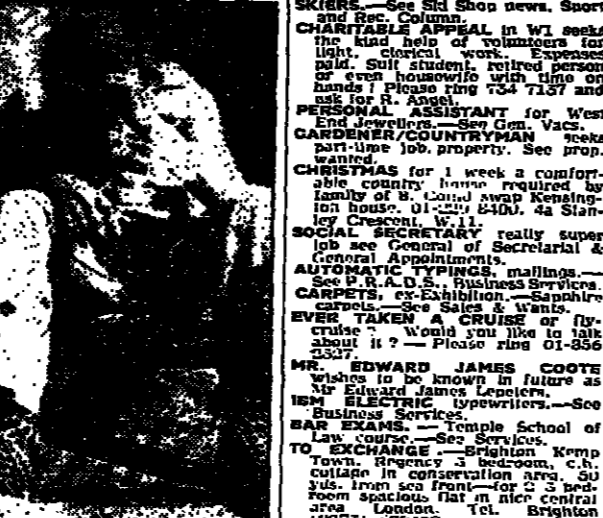 SKIERS.—See Ski Shop news. Snort
and Rec. Column.
CHARITABLE APPEAL in W1 seeks
the kind help of volunteers for
light, clerical work. Expenses
paid. Suit student, retired person
or even housewife with time on
hands ! Please ring 734 7137 and
ask for R. Angel.
PERSONAL ASSISTANT for West
End Jewellers.—See Gen. Vacs.
GARDENER/COUNTRYMAN seeks
part-time job, property. See prop.
wanted.
CHRISTMAS for 1 week a comfort-
able country house required by
family of 8. Could swap Kensing-
ton house. 8400. 4a Stan-
ley Crescent, W.11.
SOCIAL SECRETARY really super
job see General of Secretarial &
General Appointments.
AUTOMATIC TYPINGS, mailings.—
See P.R.A.D.S., Business Services.
CARPETS, ex-Exhibition.—Sapphire
carpets.—See Sales & Wants.
EVER TAKEN A CRUISE or fly-
cruise ? Would you like to talk
about it ? — Please ring 01-856
MR. EDWARD JAMES COOTE
wishes to be known in future as
Mr Edward James
IBM ELECTRIC typewriters.—See
Business Services.
BAR EXAMS. — Temple School of
Law course.—See Services.
TO EXCHANGE.—Brighton Kemp
Town. Regency 3 bedroom, c.h.
cottage in conservation area. 50
yds. from sea front—for 2/3 bed-
room spacious flat in nice central
area London. Tel. Brighton